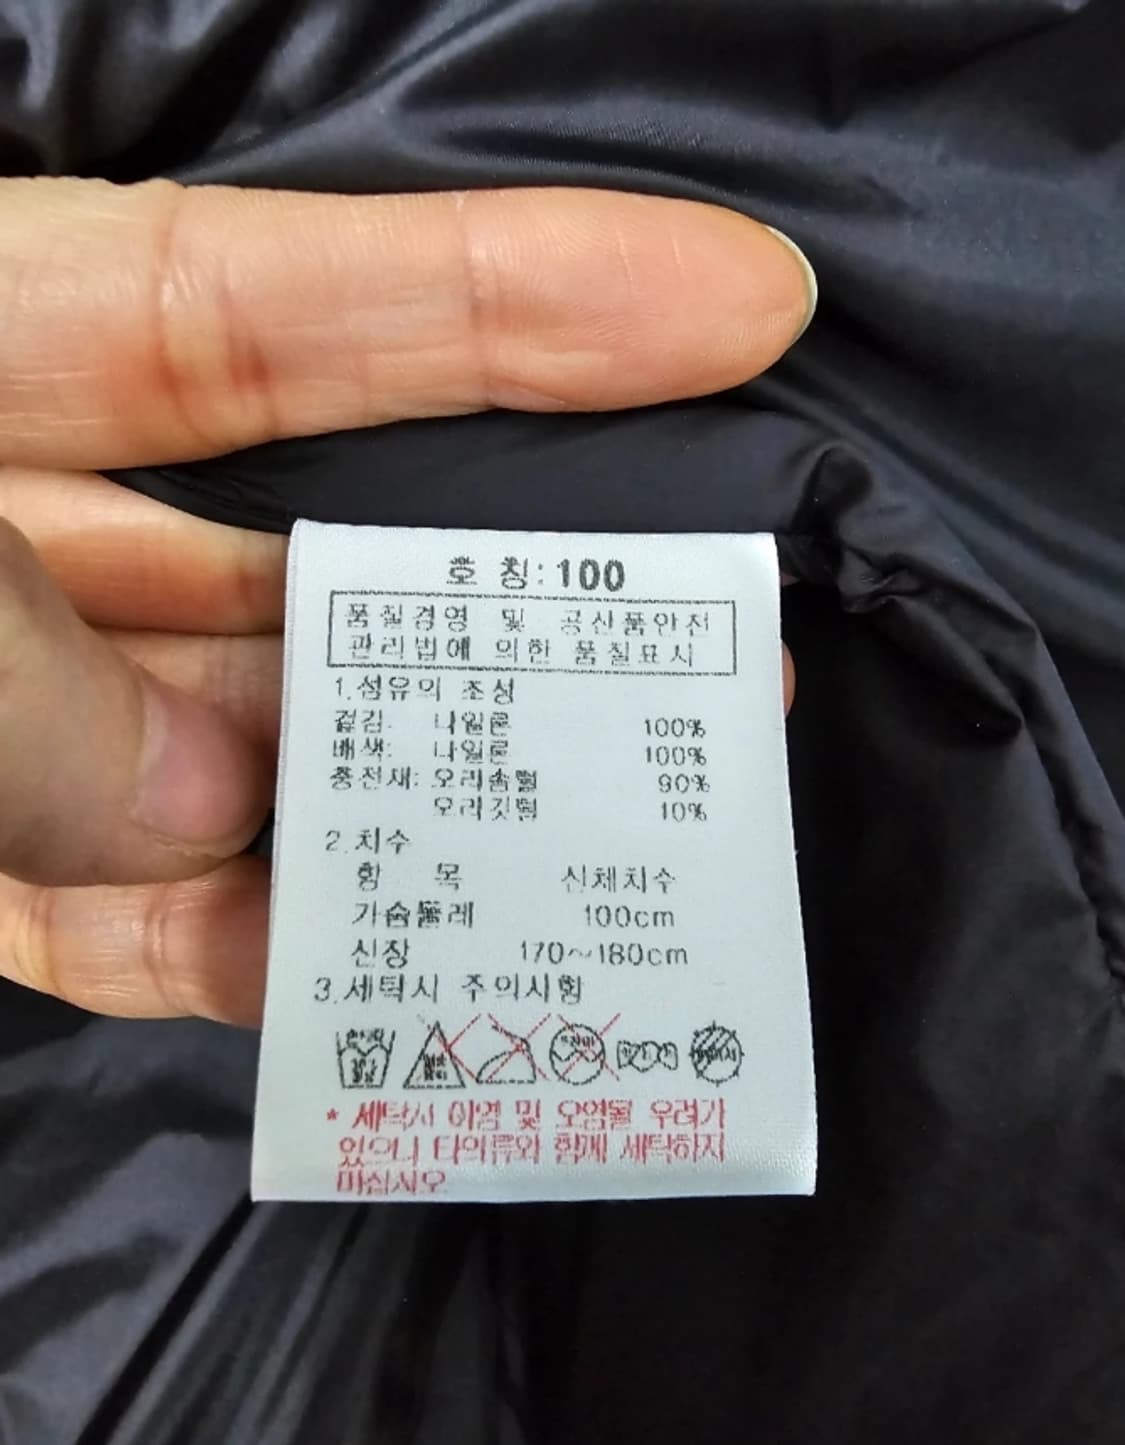 호 칭:100
품질경영 및 공산품안전
관리법에 의한 품질표시
1.섬유의 조성
겉감: 나일론 100%
배색: 나일론 100%
충전재: 오리솜털 90%
오리깃털 10%
2.치수
항 목 신체치수
가슴둘레 100cm
신장 170~180cm
3.세탁시 주의사항
* 세탁시 이염 및 오염될 우려가
있으니 타의류와 함께 세탁하지
마십시오